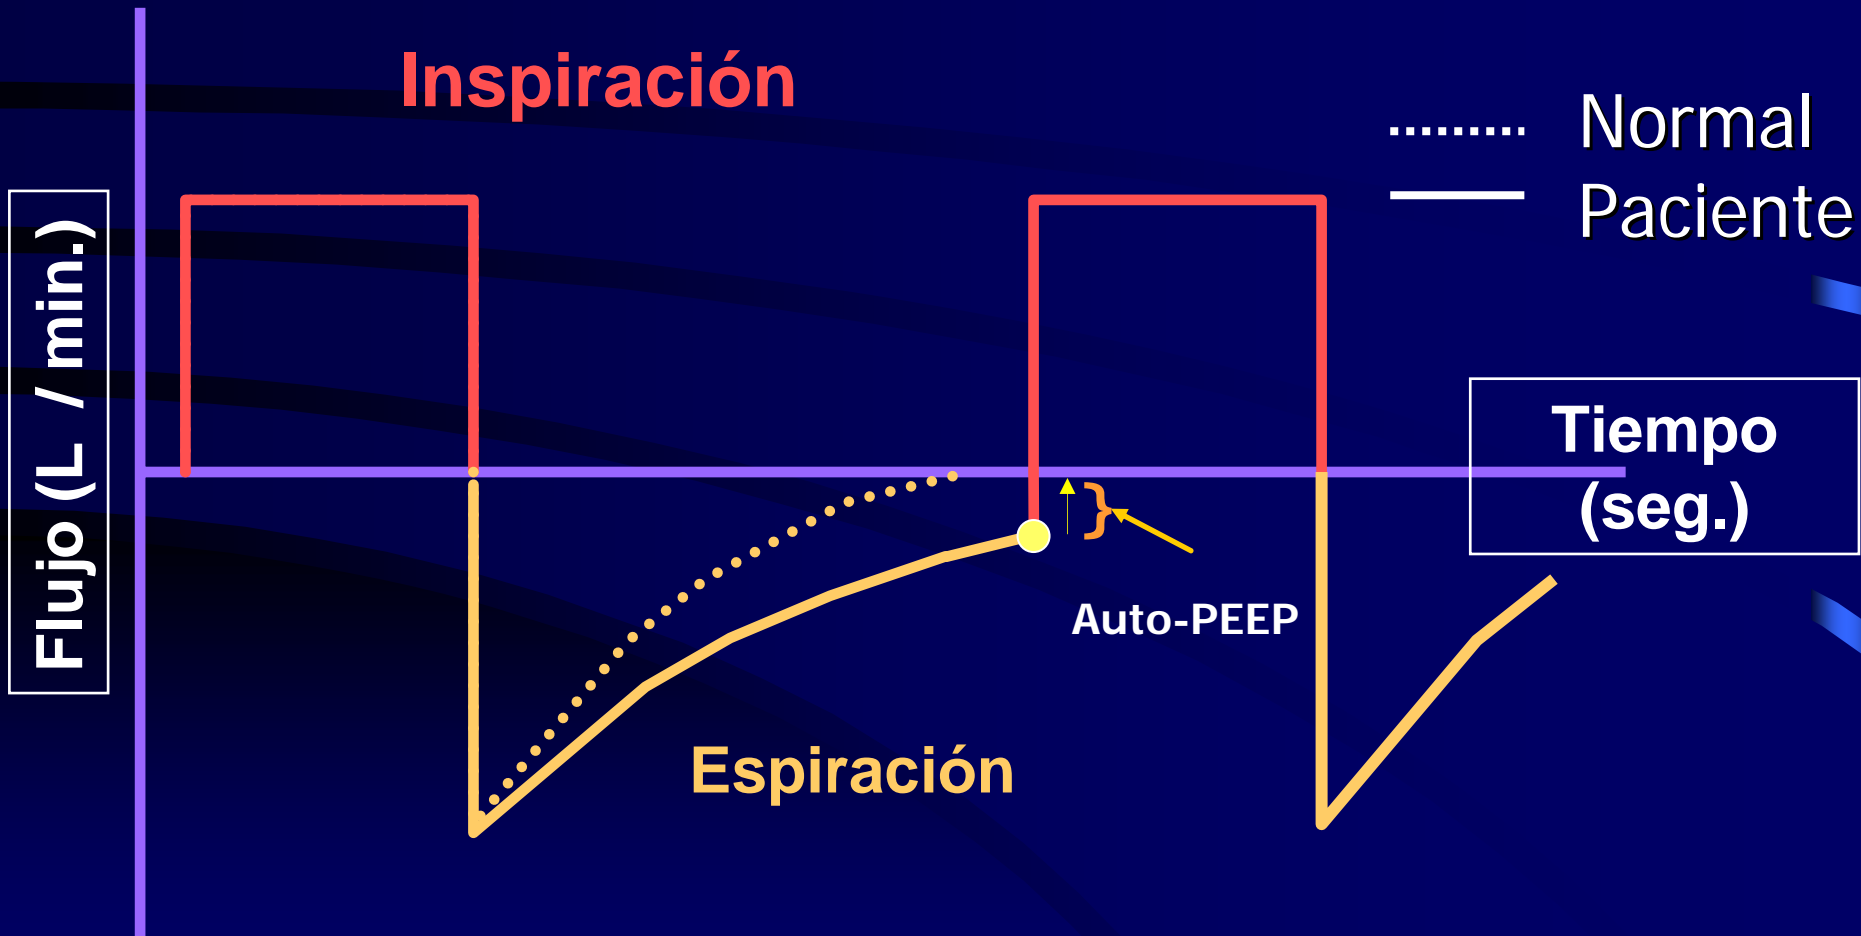 Inspiración
Normal
Paciente
Flujo (L / min.)
Tiempo
(seg.)
Auto-PEEP
Espiración